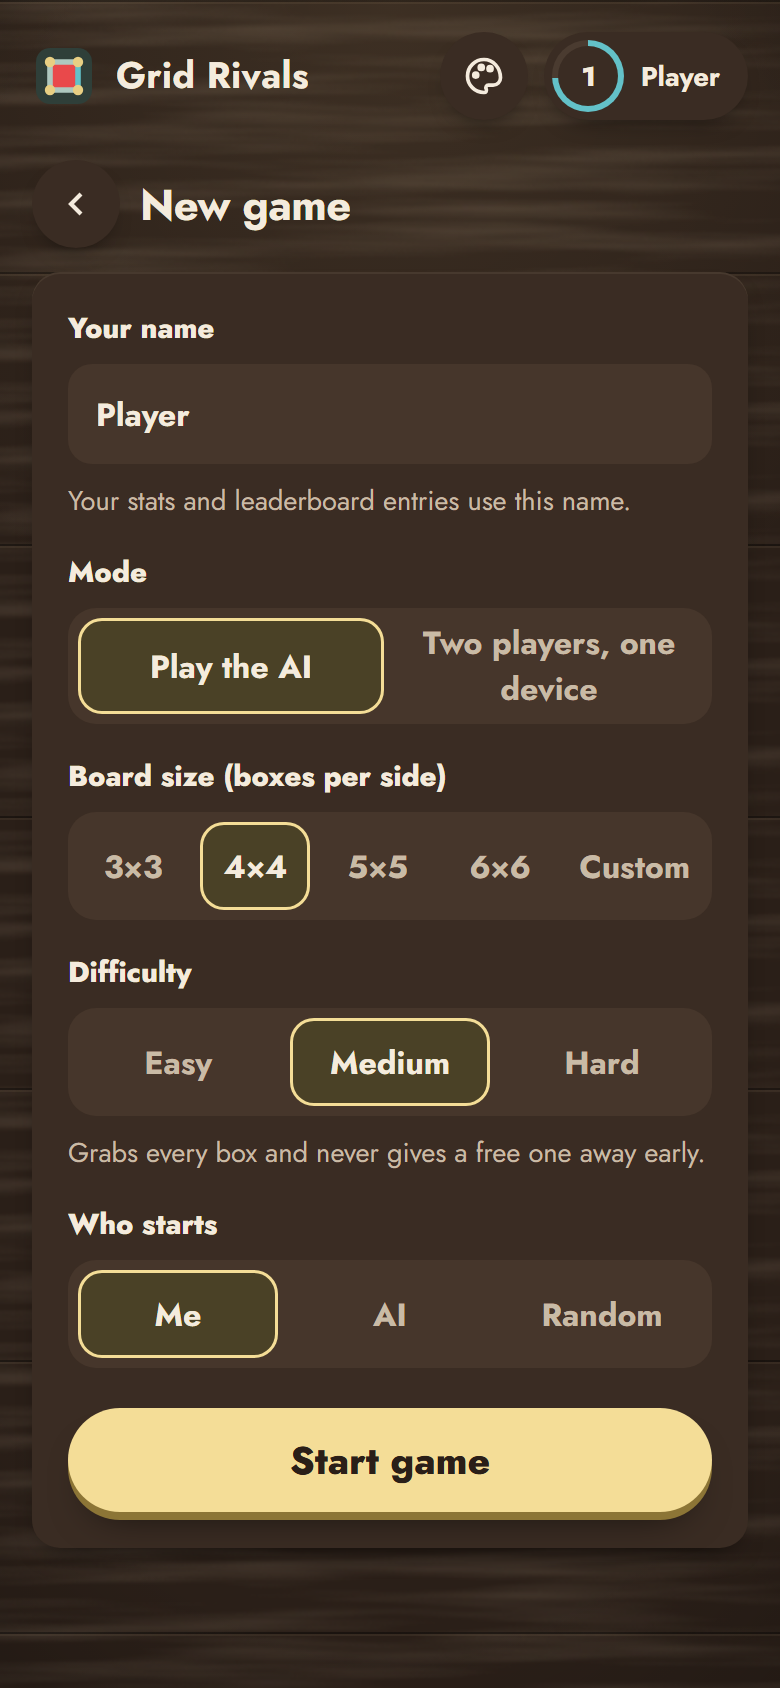 Grid Rivals
1
Player
New game
Your name
Player
Your stats and leaderboard entries use this name.
Mode
Play the AI
Two players, one
device
Board size (boxes per side)
3×3
4×4
5×5
6×6
Custom
Difficulty
Easy
Medium
Hard
Grabs every box and never gives a free one away early.
Who starts
Me
AI
Random
Start game